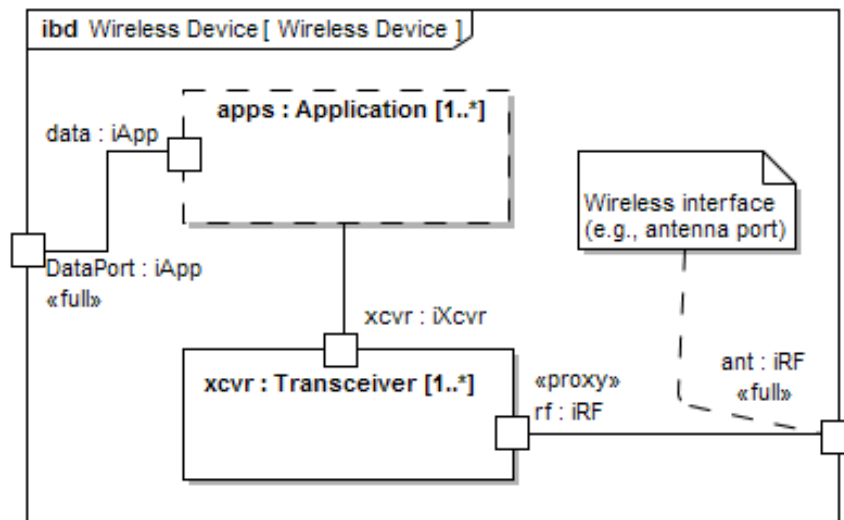 ibd Wireless Device [ Wireless Device ]
apps : Application [1..*]
data : iApp
Wireless interface
(e.g., antenna port)
DataPort : iApp
«full»
xcvr : iXcvr
xcvr : Transceiver [1..*]
«proxy»
rf : iRF
ant : iRF
«full»